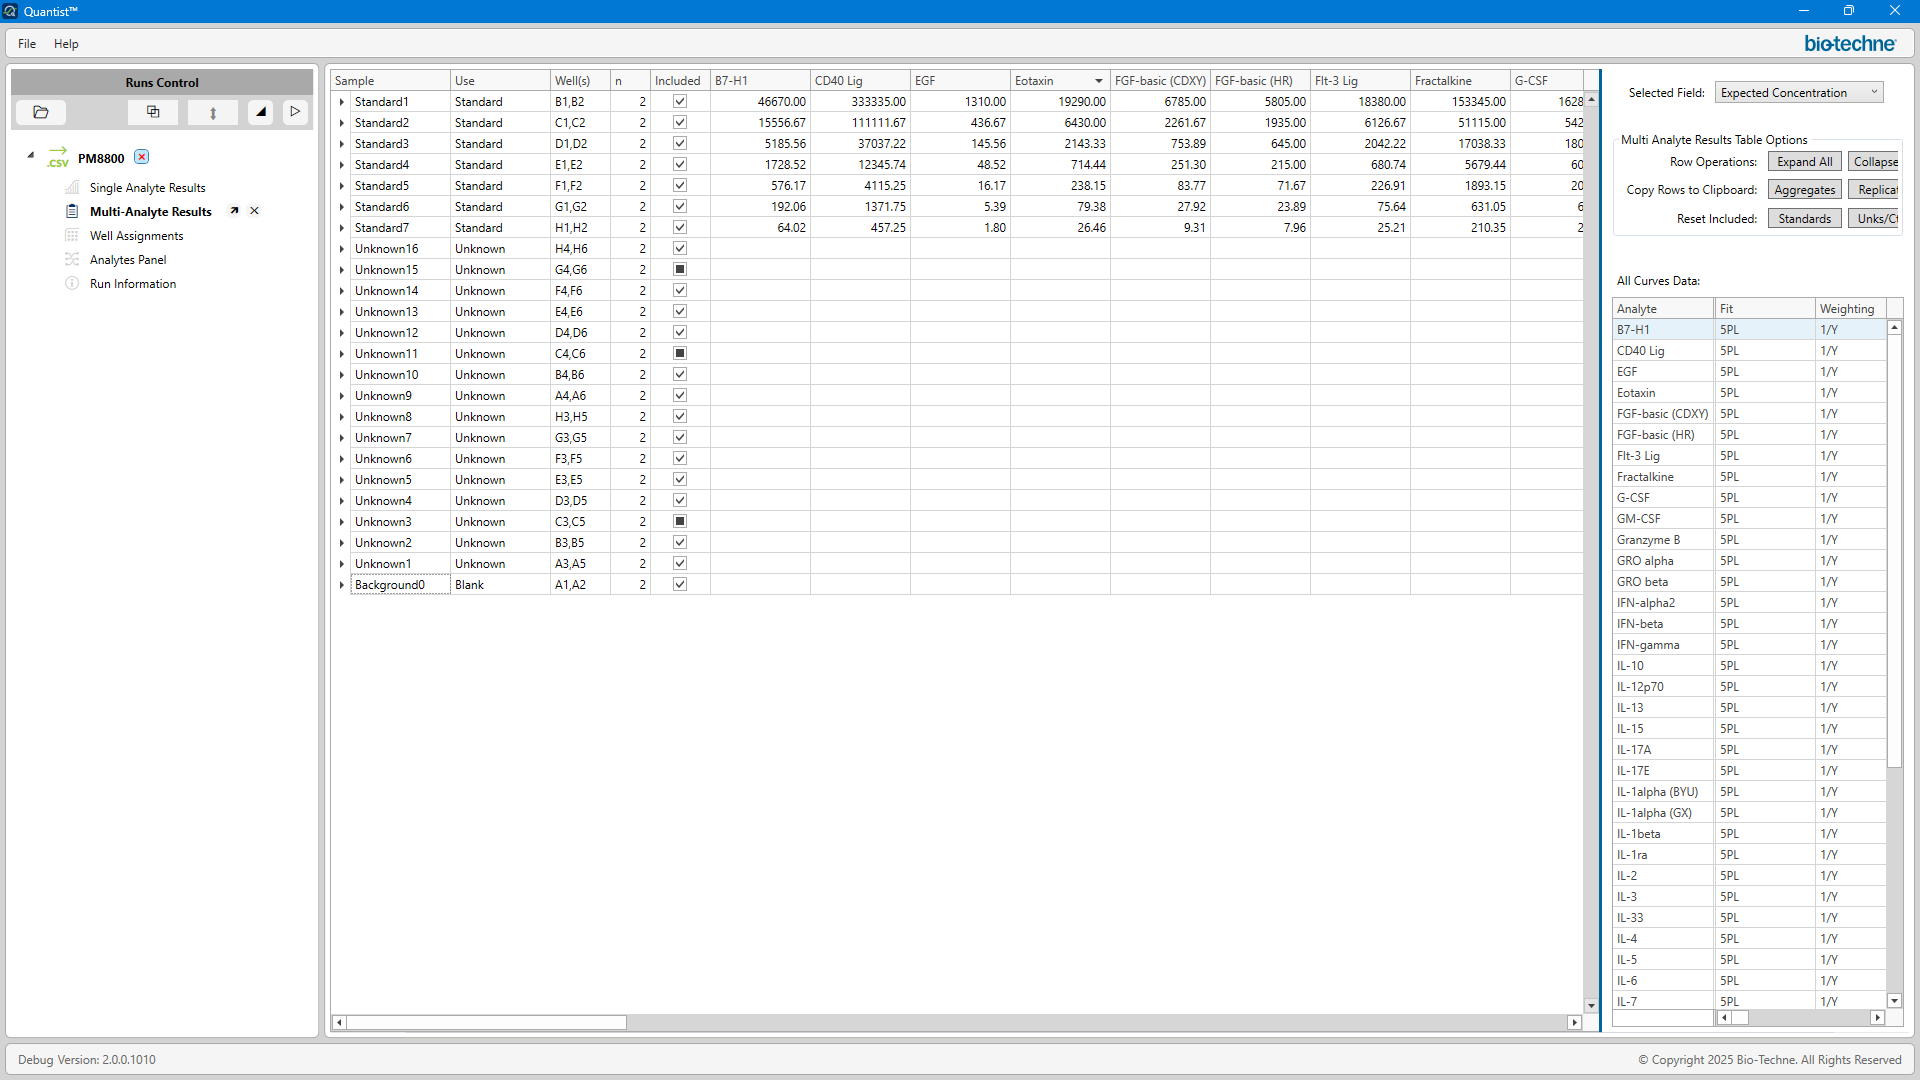 Quantist™
File Help
bio-techne
Runs Control
PM8800
.CSV
Single Analyte Results
Multi-Analyte Results
Well Assignments
Analytes Panel
Run Information
Sample Use Well(s) n Included B7-H1 CD40 Lig EGF Eotaxin FGF-basic (CDXY) FGF-basic (HR) Flt-3 Lig Fractalkine G-CSF
Standard1 Standard B1,B2 2 46670.00 333335.00 1310.00 19290.00 6785.00 5805.00 18380.00 153345.00 1628
Standard2 Standard C1,C2 2 15556.67 111111.67 436.67 6430.00 2261.67 1935.00 6126.67 51115.00 542
Standard3 Standard D1,D2 2 5185.56 37037.22 145.56 2143.33 753.89 645.00 2042.22 17038.33 180
Standard4 Standard E1,E2 2 1728.52 12345.74 48.52 714.44 251.30 215.00 680.74 5679.44 60
Standard5 Standard F1,F2 2 576.17 4115.25 16.17 238.15 83.77 71.67 226.91 1893.15 20
Standard6 Standard G1,G2 2 192.06 1371.75 5.39 79.38 27.92 23.89 75.64 631.05 6
Standard7 Standard H1,H2 2 64.02 457.25 1.80 26.46 9.31 7.96 25.21 210.35 2
Unknown16 Unknown H4,H6 2
Unknown15 Unknown G4,G6 2
Unknown14 Unknown F4,F6 2
Unknown13 Unknown E4,E6 2
Unknown12 Unknown D4,D6 2
Unknown11 Unknown C4,C6 2
Unknown10 Unknown B4,B6 2
Unknown9 Unknown A4,A6 2
Unknown8 Unknown H3,H5 2
Unknown7 Unknown G3,G5 2
Unknown6 Unknown F3,F5 2
Unknown5 Unknown E3,E5 2
Unknown4 Unknown D3,D5 2
Unknown3 Unknown C3,C5 2
Unknown2 Unknown B3,B5 2
Unknown1 Unknown A3,A5 2
Background0 Blank A1,A2 2
Selected Field: Expected Concentration
Multi Analyte Results Table Options
Row Operations: Expand All Collapse
Copy Rows to Clipboard: Aggregates Replicat
Reset Included: Standards Unks/Ct
All Curves Data:
Analyte Fit Weighting
B7-H1 5PL 1/Y
CD40 Lig 5PL 1/Y
EGF 5PL 1/Y
Eotaxin 5PL 1/Y
FGF-basic (CDXY) 5PL 1/Y
FGF-basic (HR) 5PL 1/Y
Flt-3 Lig 5PL 1/Y
Fractalkine 5PL 1/Y
G-CSF 5PL 1/Y
GM-CSF 5PL 1/Y
Granzyme B 5PL 1/Y
GRO alpha 5PL 1/Y
GRO beta 5PL 1/Y
IFN-alpha2 5PL 1/Y
IFN-beta 5PL 1/Y
IFN-gamma 5PL 1/Y
IL-10 5PL 1/Y
IL-12p70 5PL 1/Y
IL-13 5PL 1/Y
IL-15 5PL 1/Y
IL-17A 5PL 1/Y
IL-17E 5PL 1/Y
IL-1alpha (BYU) 5PL 1/Y
IL-1alpha (GX) 5PL 1/Y
IL-1beta 5PL 1/Y
IL-1ra 5PL 1/Y
IL-2 5PL 1/Y
IL-3 5PL 1/Y
IL-33 5PL 1/Y
IL-4 5PL 1/Y
IL-5 5PL 1/Y
IL-6 5PL 1/Y
IL-7 5PL 1/Y
Debug Version: 2.0.0.1010
© Copyright 2025 Bio-Techne. All Rights Reserved